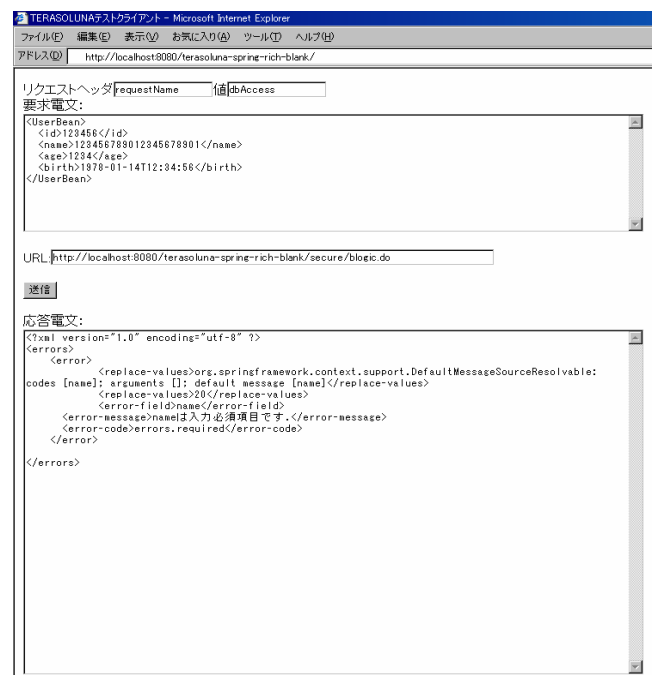 TERASOLUNAテストクライアント - Microsoft Internet Explorer
ファイル(F) 編集(E) 表示(V) お気に入り(A) ツール(T) ヘルプ(H)
アドレス(D) http://localhost:8080/terasoluna-spring-rich-blank/
リクエストヘッダ requestName 値 dbAccess
要求電文:
<UserBean>
<id>123456</id>
<name>123456789012345678901</name>
<age>1234</age>
<birth>1978-01-14T12:34:56</birth>
</UserBean>
URL: http://localhost:8080/terasoluna-spring-rich-blank/secure/blogic.do
送信
応答電文:
<?xml version="1.0" encoding="utf-8" ?>
<errors>
<error>
<replace-values>org.springframework.context.support.DefaultMessageSourceResolvable:
codes [name]; arguments []; default message [name]</replace-values>
<replace-values>20</replace-values>
<error-field>name</error-field>
<error-message>nameは入力必須項目です.</error-message>
<error-code>errors.required</error-code>
</error>
</errors>